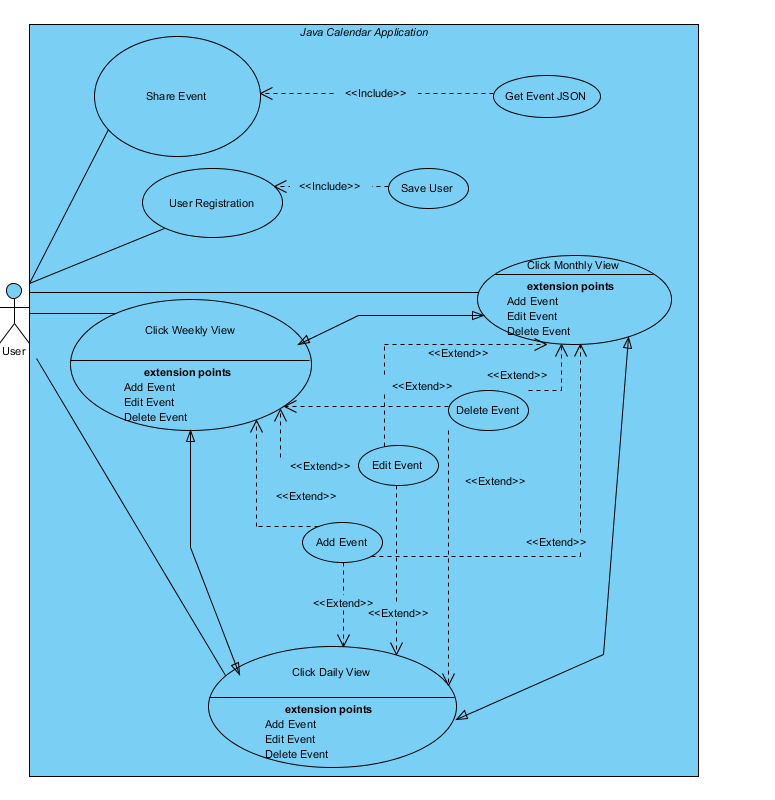 Java Calendar Application
Share Event
<<Include>>
Get Event JSON
User Registration
<<Include>>
Save User
Click Monthly View
extension points
Add Event
Edit Event
Delete Event
User
Click Weekly View
extension points
Add Event
Edit Event
Delete Event
<<Extend>>
<<Extend>>
<<Extend>>
Delete Event
Edit Event
<<Extend>>
<<Extend>>
<<Extend>>
Add Event
<<Extend>>
<<Extend>>
<<Extend>>
Click Daily View
extension points
Add Event
Edit Event
Delete Event